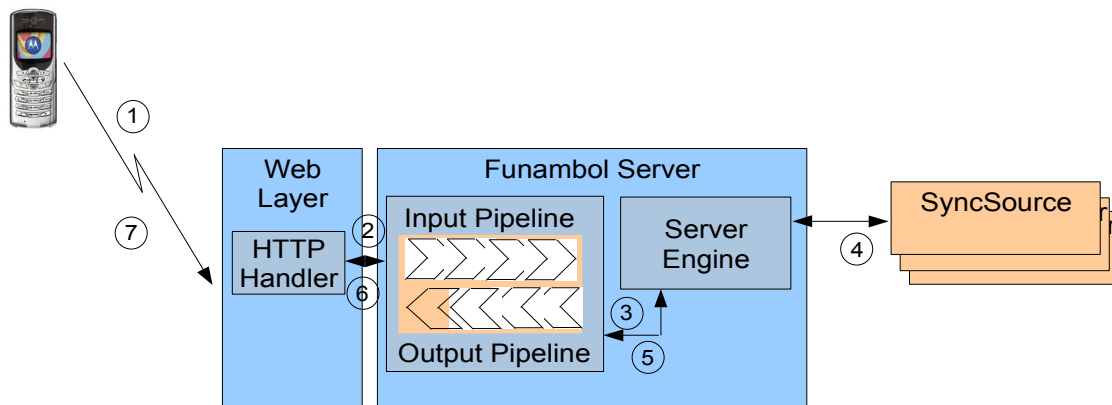 1
7
Web
Layer
HTTP
Handler
2
6
Funambol Server
Input Pipeline
Output Pipeline
Server
Engine
3
5
4
SyncSource